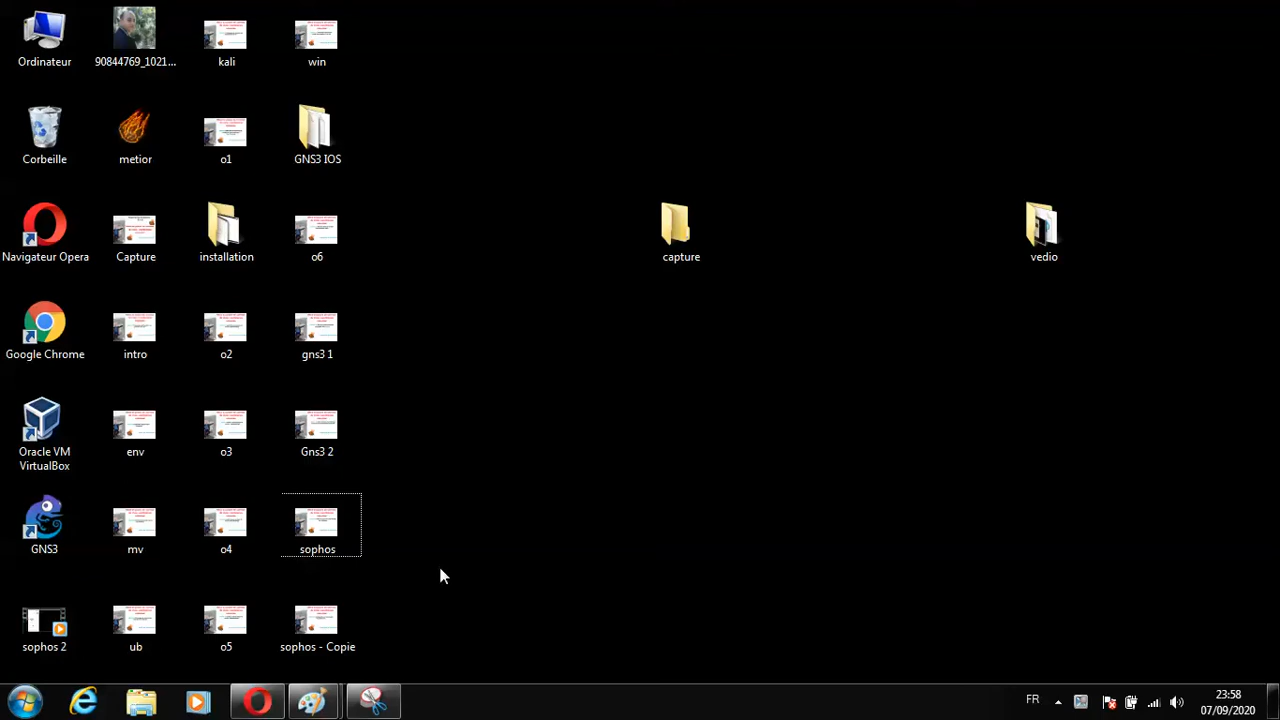 Ordinateur
90844769_1021...
kali
win
Corbeille
metior
o1
GNS3 IOS
Navigateur Opera
Capture
installation
o6
capture
vedio
Google Chrome
intro
o2
gns3 1
Oracle VM
VirtualBox
env
o3
Gns3 2
GNS3
mv
o4
sophos
sophos 2
ub
o5
sophos - Copie
FR
23:58
07/09/2020